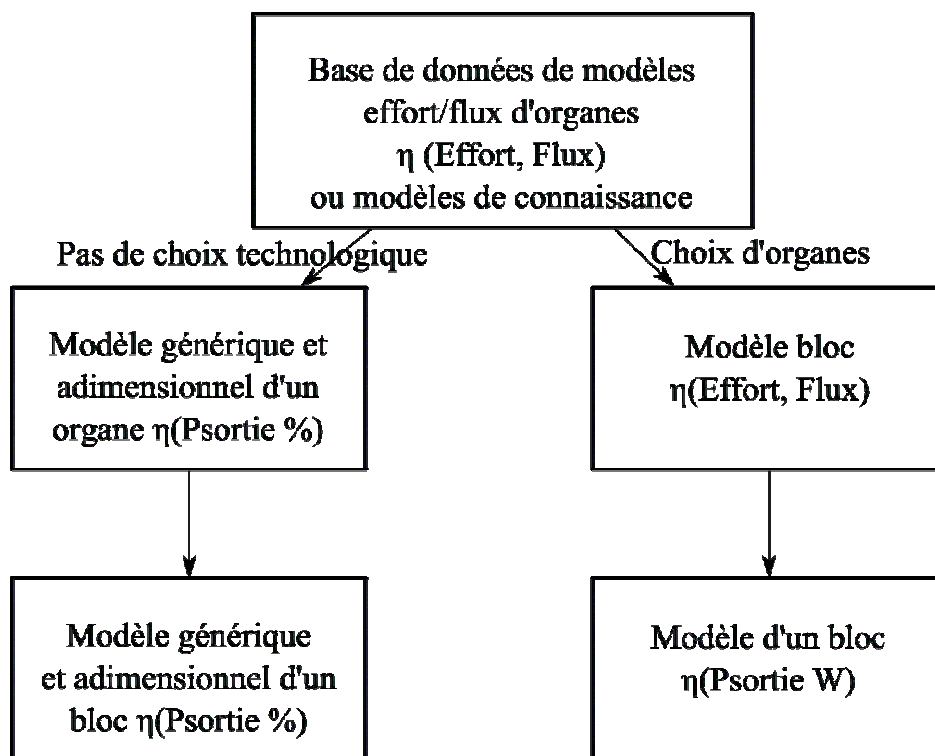 Base de données de modèles
effort/flux d'organes
η (Effort, Flux)
ou modèles de connaissance
Pas de choix technologique
Choix d'organes
Modèle générique et
adimensionnel d'un
organe η(Psortie %)
Modèle bloc
η(Effort, Flux)
Modèle générique
et adimensionnel d'un
bloc η(Psortie %)
Modèle d'un bloc
η(Psortie W)